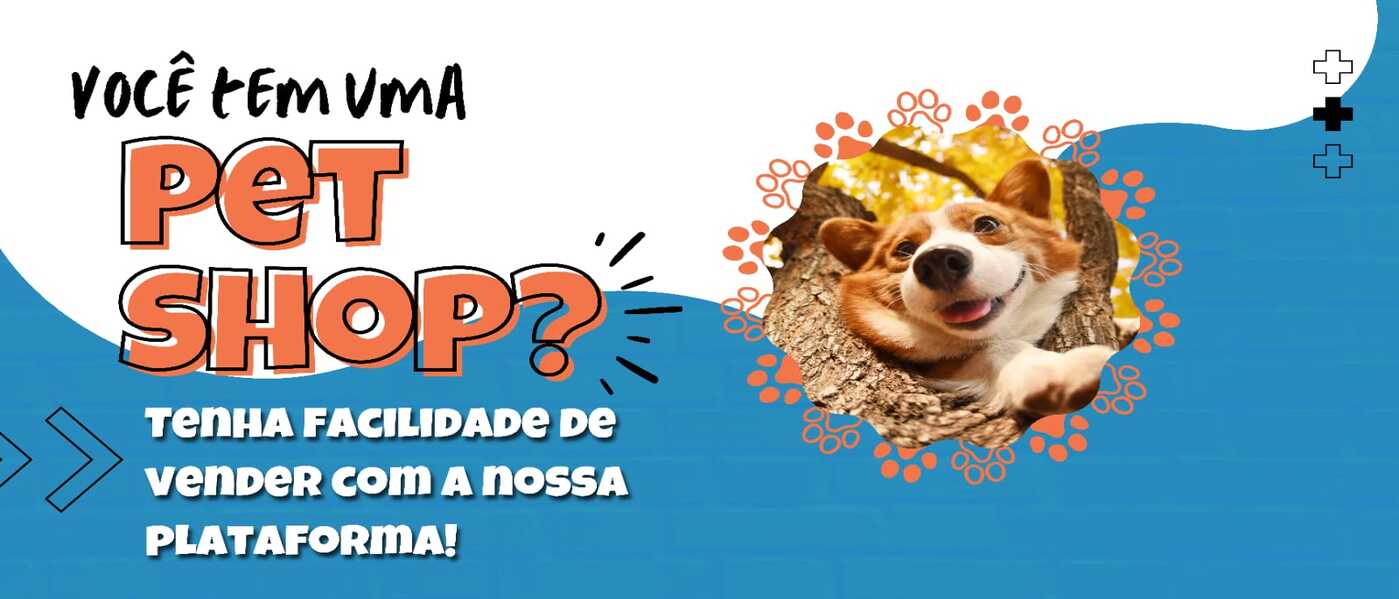 VOCÊ TEM UMA
PET
SHOP?
TENHA FACILIDADE DE
VENDER COM A NOSSA
PLATAFORMA!